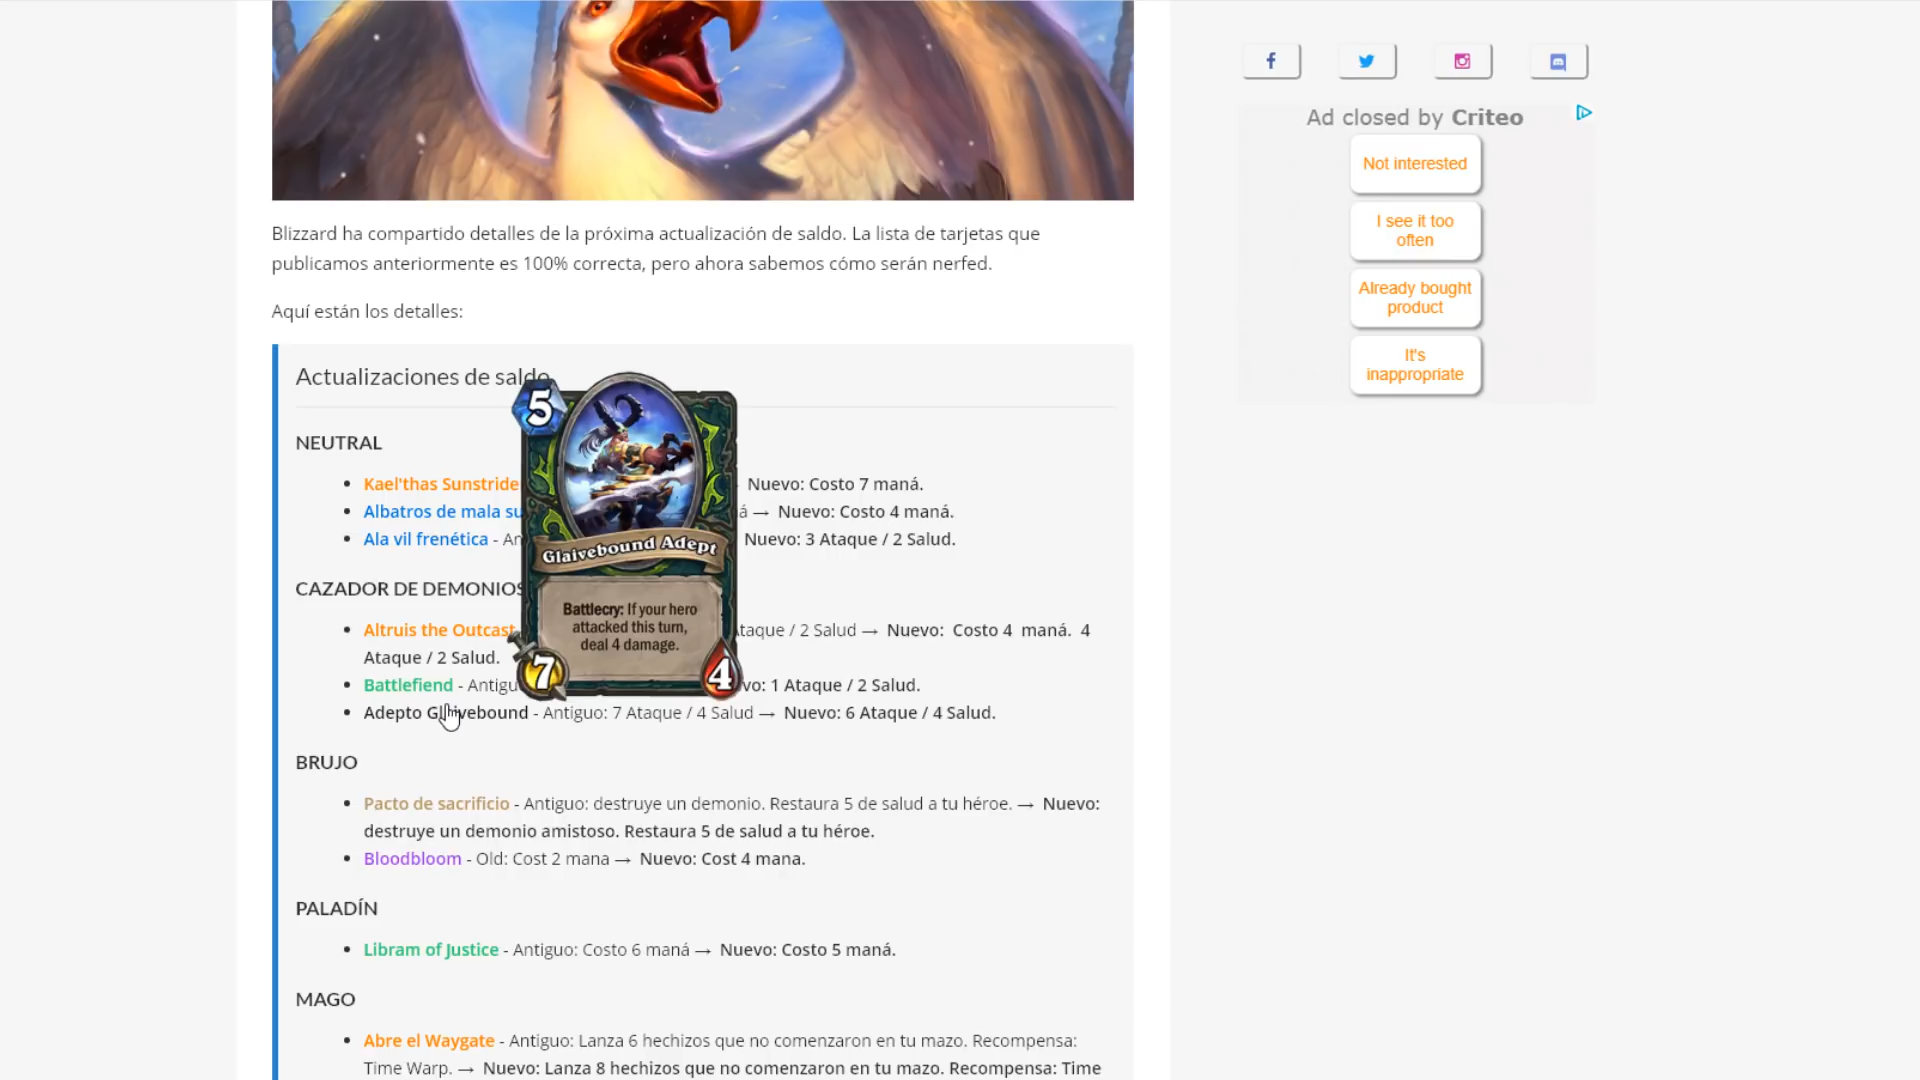 Ad closed by Criteo
Not interested
I see it too
often
Already bought
product
It's
inappropriate
Blizzard ha compartido detalles de la próxima actualización de saldo. La lista de tarjetas que
publicamos anteriormente es 100% correcta, pero ahora sabemos cómo serán nerfed.
Aquí están los detalles:
Actualizaciones de saldo
NEUTRAL
Kael'thas Sunstride Nuevo: Costo 7 maná.
Albatros de mala su → Nuevo: Costo 4 maná.
Ala vil frenética - An Nuevo: 3 Ataque / 2 Salud.
CAZADOR DE DEMONIOS
Altruis the Outcast Ataque / 2 Salud → Nuevo: Costo 4 maná. 4
Ataque / 2 Salud.
Battlefiend - Antigu vo: 1 Ataque / 2 Salud.
Adepto Glaivebound - Antiguo: 7 Ataque / 4 Salud → Nuevo: 6 Ataque / 4 Salud.
5
Glaivebound Adept
Battlecry: If your hero
attacked this turn,
deal 4 damage.
7
4
BRUJO
Pacto de sacrificio - Antiguo: destruye un demonio. Restaura 5 de salud a tu héroe. → Nuevo:
destruye un demonio amistoso. Restaura 5 de salud a tu héroe.
Bloodbloom - Old: Cost 2 mana → Nuevo: Cost 4 mana.
PALADÍN
Libram of Justice - Antiguo: Costo 6 maná → Nuevo: Costo 5 maná.
MAGO
Abre el Waygate - Antiguo: Lanza 6 hechizos que no comenzaron en tu mazo. Recompensa:
Time Warp. → Nuevo: Lanza 8 hechizos que no comenzaron en tu mazo. Recompensa: Time